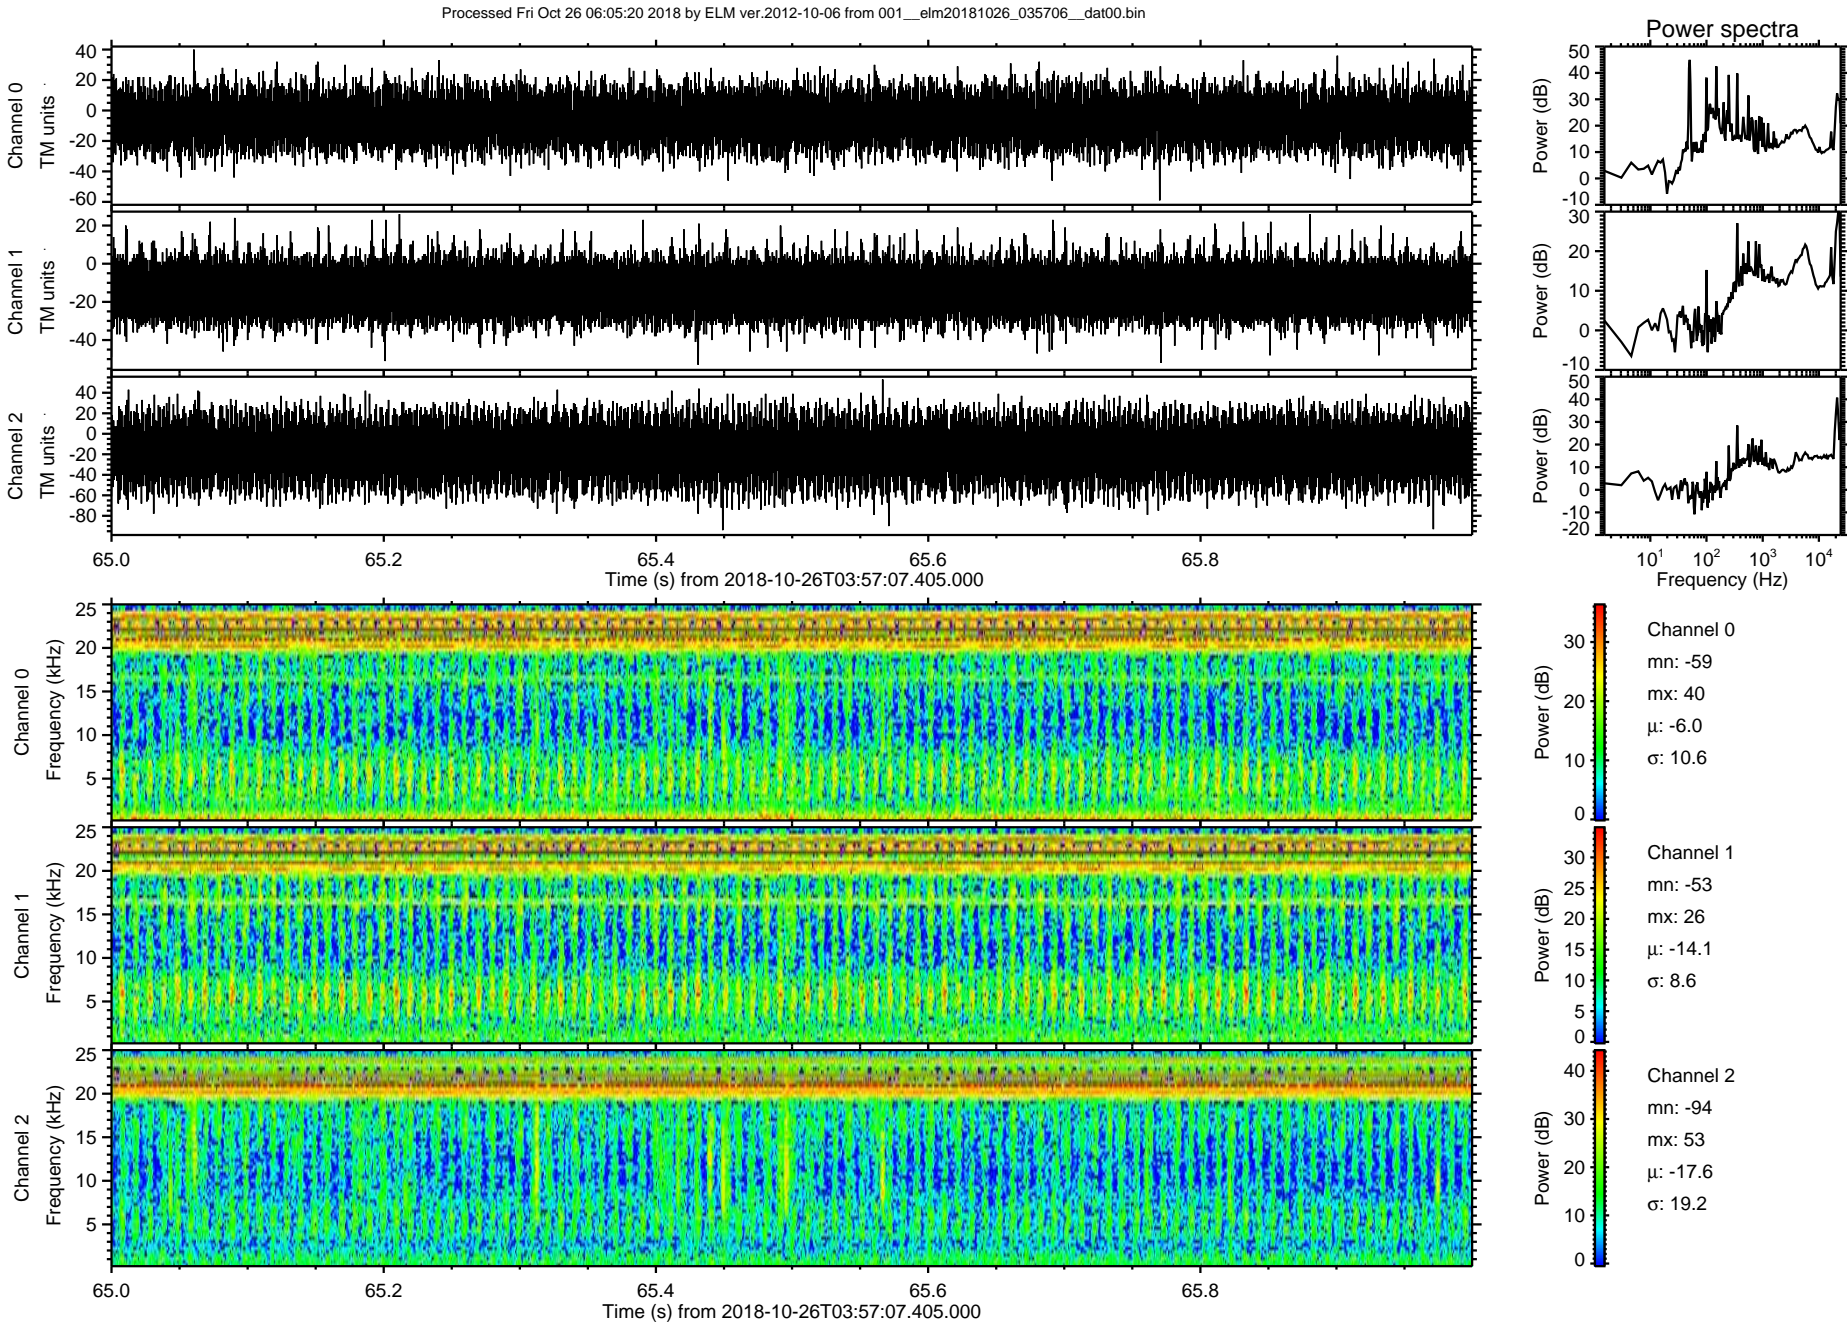 Processed Fri Oct 26 06:05:20 2018 by ELM ver.2012-10-06 from 001__elm20181026_035706__dat00.bin
Power spectra
Channel 0
TM units
40
20
0
-20
-40
-60
Power (dB)
50
40
30
20
10
0
-10
Channel 1
TM units
20
0
-20
-40
Power (dB)
30
20
10
0
-10
Channel 2
TM units
40
20
0
-20
-40
-60
-80
Power (dB)
50
40
30
20
10
0
-10
-20
65.0 65.2 65.4 65.6 65.8
Time (s) from 2018-10-26T03:57:07.405.000
10¹ 10² 10³ 10⁴
Frequency (Hz)
Channel 0
Frequency (kHz)
25
20
15
10
5
Power (dB)
30
20
10
0
Channel 0
mn: -59
mx: 40
μ: -6.0
σ: 10.6
Channel 1
Frequency (kHz)
25
20
15
10
5
Power (dB)
30
25
20
15
10
5
0
Channel 1
mn: -53
mx: 26
μ: -14.1
σ: 8.6
Channel 2
Frequency (kHz)
25
20
15
10
5
Power (dB)
40
30
20
10
0
Channel 2
mn: -94
mx: 53
μ: -17.6
σ: 19.2
65.0 65.2 65.4 65.6 65.8
Time (s) from 2018-10-26T03:57:07.405.000